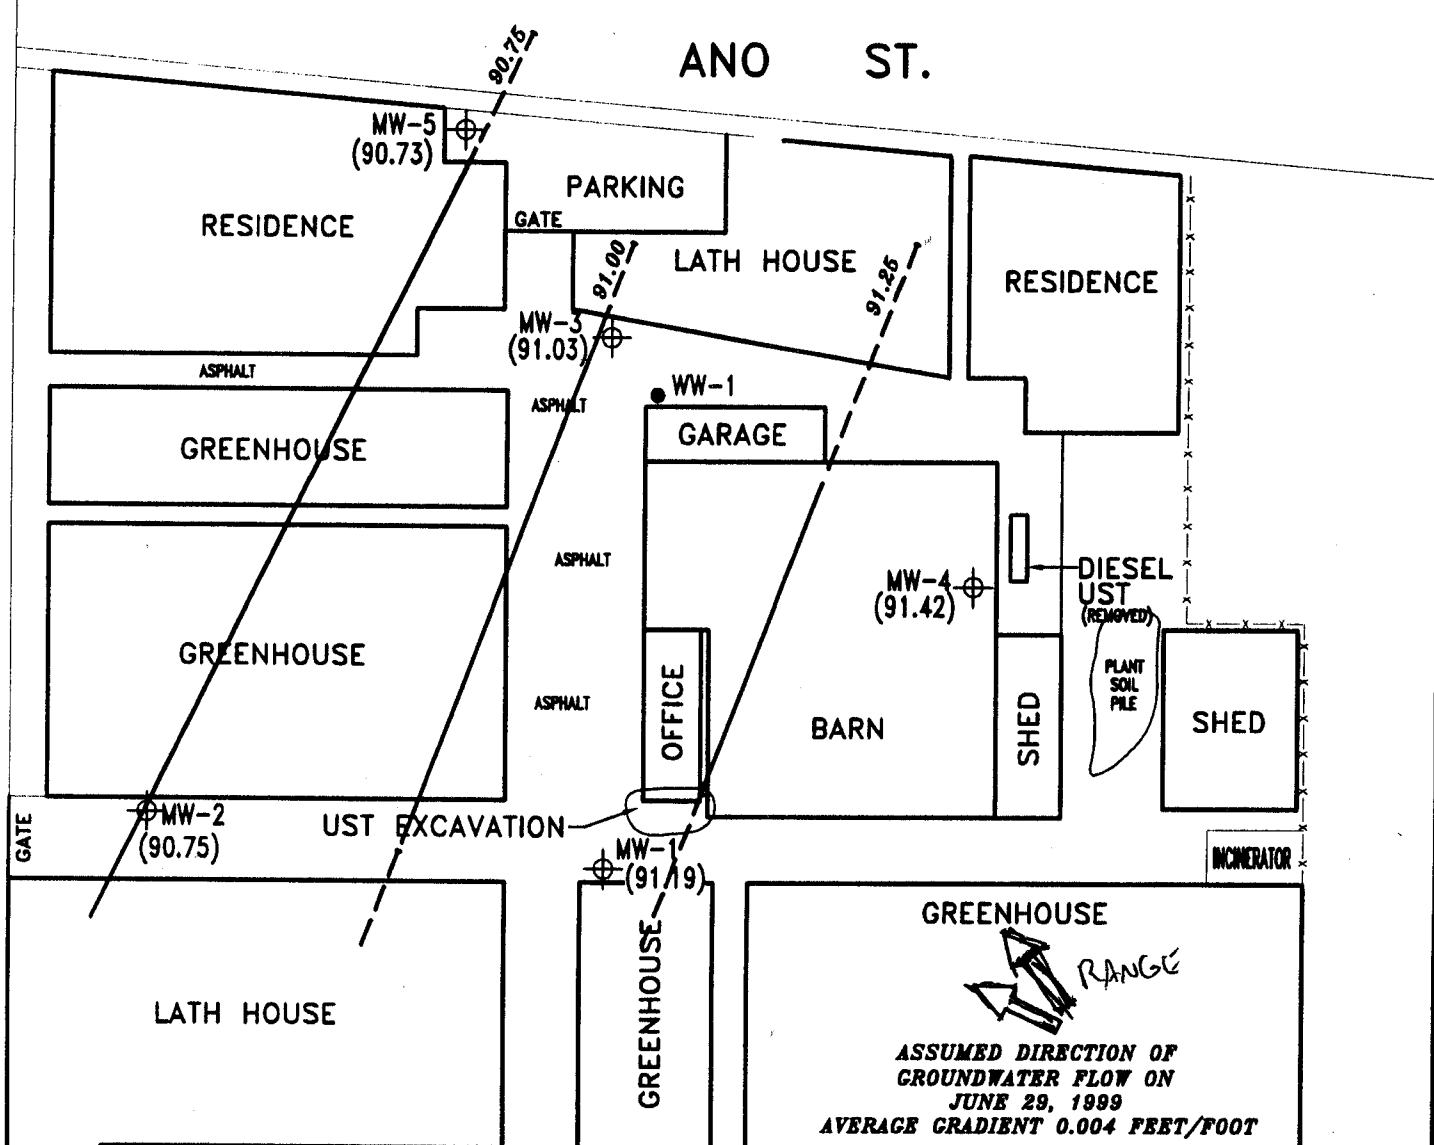 ANO ST.
90.75
MW-5
(90.73)
PARKING
RESIDENCE
GATE
91.00
LATH HOUSE
91.25
RESIDENCE
MW-3
(91.03)
ASPHALT
WW-1
ASPHALT
GARAGE
GREENHOUSE
ASPHALT
DIESEL
UST
(REMOVED)
MW-4
(91.42)
GREENHOUSE
PLANT
SOIL
PILE
ASPHALT
OFFICE
BARN
SHED
SHED
MW-2
(90.75)
UST EXCAVATION
GATE
MW-1
(91.19)
INCINERATOR
GREENHOUSE
GREENHOUSE
RANGE
LATH HOUSE
ASSUMED DIRECTION OF
GROUNDWATER FLOW ON
JUNE 29, 1999
AVERAGE GRADIENT 0.004 FEET/FOOT